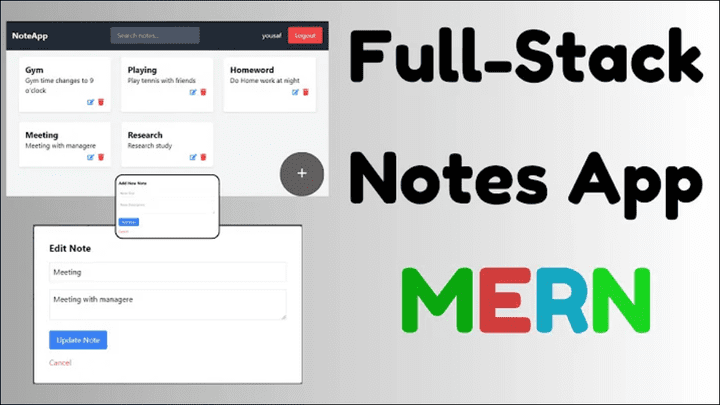 NoteApp
Search notes...
yousaf
Logout
Gym
Gym time changes to 9
o'clock
Playing
Play tennis with friends
Homeword
Do Home work at night
Meeting
Meeting with managere
Research
Research study
+
Add New Note
Edit Note
Meeting
Meeting with managere
Update Note
Cancel
Full-Stack
Notes App
MERN